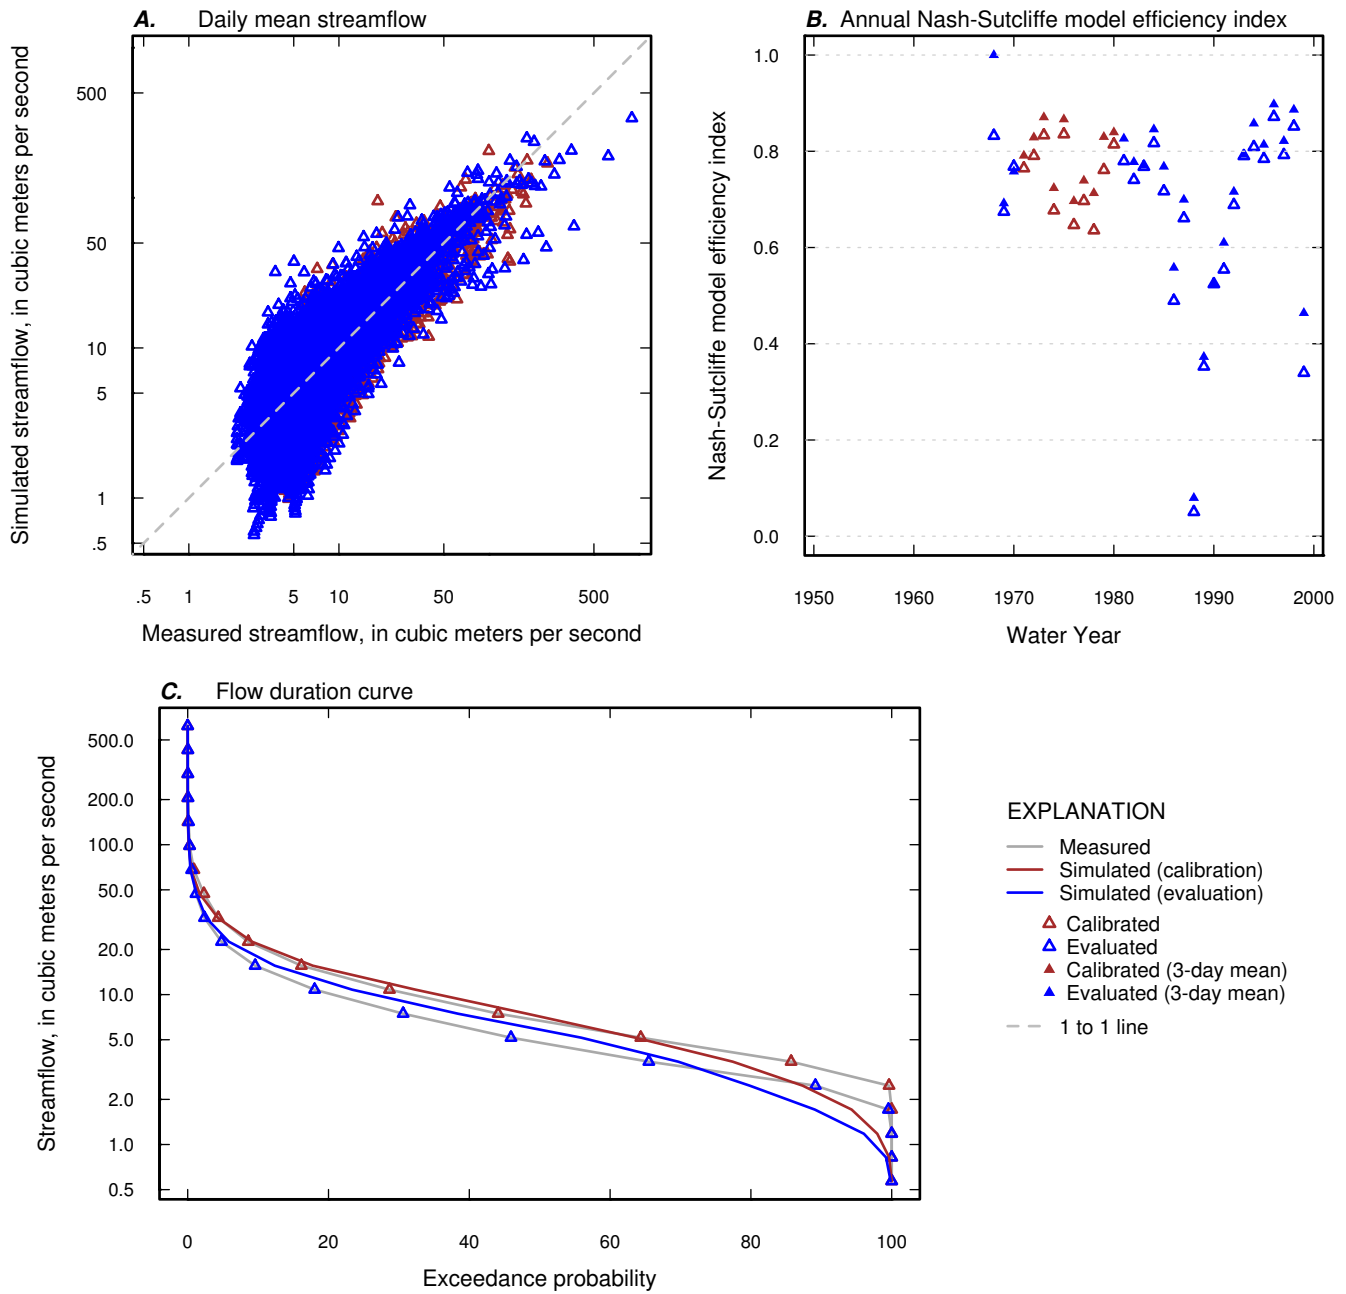 A. Daily mean streamflow
Simulated streamflow, in cubic meters per second
500
50
10
5
1
.5
.5 1 5 10 50 500
Measured streamflow, in cubic meters per second
B. Annual Nash-Sutcliffe model efficiency index
Nash-Sutcliffe model efficiency index
1.0
0.8
0.6
0.4
0.2
0.0
1950 1960 1970 1980 1990 2000
Water Year
C. Flow duration curve
Streamflow, in cubic meters per second
500.0
200.0
100.0
50.0
20.0
10.0
5.0
2.0
1.0
0.5
0 20 40 60 80 100
Exceedance probability
EXPLANATION
Measured
Simulated (calibration)
Simulated (evaluation)
Calibrated
Evaluated
Calibrated (3-day mean)
Evaluated (3-day mean)
1 to 1 line